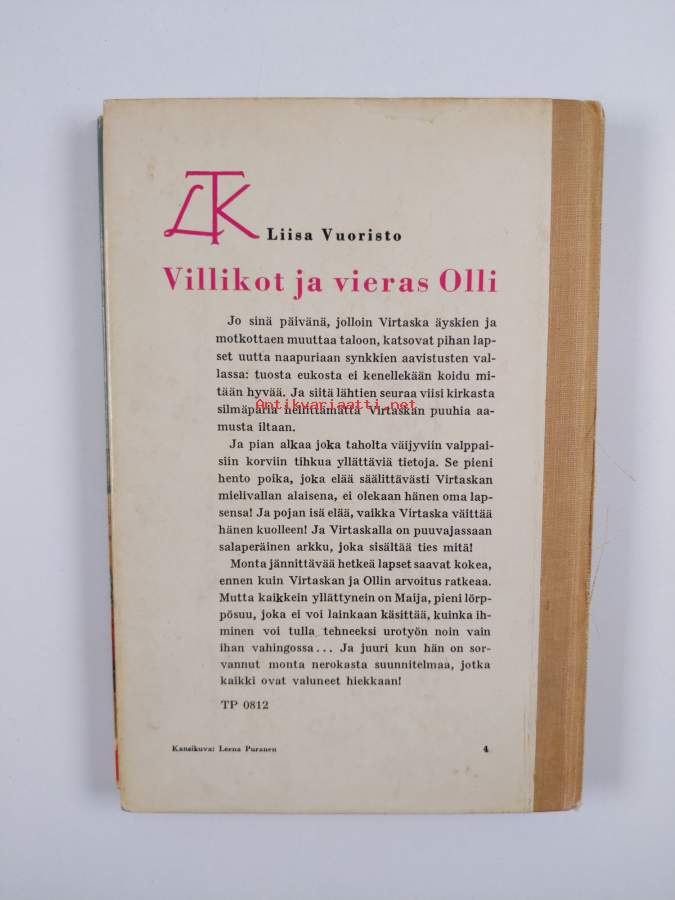 LTK
Liisa Vuoristo
Villikot ja vieras Olli
Jo sinä päivänä, jolloin Virtaska äyskien ja
motkottaen muuttaa taloon, katsovat pihan lap-
set uutta naapuriaan synkkien aavistusten val-
lassa: tuosta eukosta ei kenellekään koidu mi-
tään hyvää. Ja siitä lähtien seuraa viisi kirkasta
silmäparia hellittämättä Virtaskan puuhia aa-
Antikvariaatti.net
musta iltaan.
Ja pian alkaa joka taholta väijyviin valppai-
siin korviin tihkua yllättäviä tietoja. Se pieni
hento poika, joka elää säälittävästi Virtaskan
mielivallan alaisena, ei olekaan hänen oma lap-
sensa! Ja pojan isä elää, vaikka Virtaska väittää
hänen kuolleen! Ja Virtaskalla on puuvajassaan
salaperäinen arkku, joka sisältää ties mitä!
Monta jännittävää hetkeä lapset saavat kokea,
ennen kuin Virtaskan ja Ollin arvoitus ratkeaa.
Mutta kaikkein yllättynein on Maija, pieni lörp-
pösuu, joka ei voi lainkaan käsittää, kuinka ih-
minen voi tulla tehneeksi urotyön noin vain
ihan vahingossa... Ja juuri kun hän on sor-
vannut monta nerokasta suunnitelmaa, jotka
kaikki ovat valuneet hiekkaan!
TP 0812
Kansikuva: Leena Puranen 4